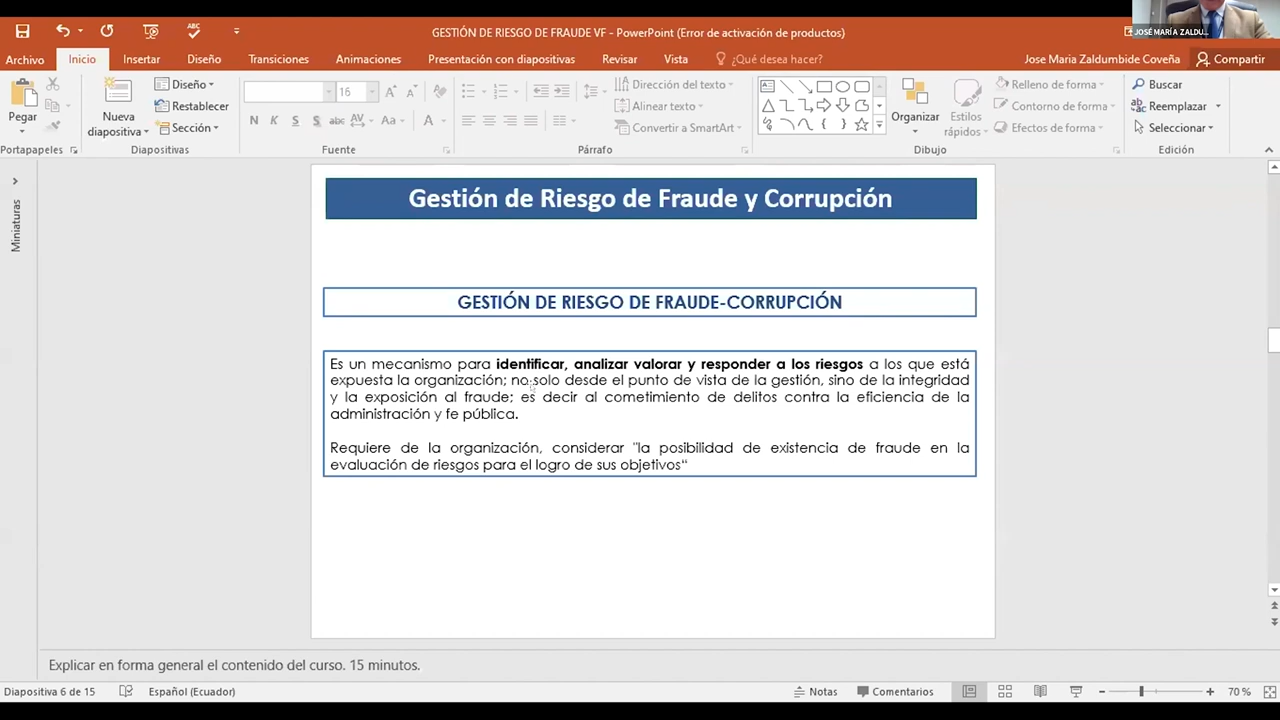 GESTIÓN DE RIESGO DE FRAUDE VF - PowerPoint (Error de activación de productos)
JOSÉ MARÍA ZALDU...
Archivo Inicio Insertar Diseño Transiciones Animaciones Presentación con diapositivas Revisar Vista ¿Qué desea hacer? Jose Maria Zaldumbide Coveña Compartir
Pegar
Nueva
diapositiva
Diseño
Restablecer
Sección
16
N K S S abc AV Aa A
Dirección del texto
Alinear texto
Convertir a SmartArt
Organizar
Estilos
rápidos
Relleno de forma
Contorno de forma
Efectos de forma
Buscar
Reemplazar
Seleccionar
Portapapeles Diapositivas Fuente Párrafo Dibujo Edición
Miniaturas
Gestión de Riesgo de Fraude y Corrupción
GESTIÓN DE RIESGO DE FRAUDE-CORRUPCIÓN
Es un mecanismo para identificar, analizar valorar y responder a los riesgos a los que está
expuesta la organización; no solo desde el punto de vista de la gestión, sino de la integridad
y la exposición al fraude; es decir al cometimiento de delitos contra la eficiencia de la
administración y fe pública.
Requiere de la organización, considerar "la posibilidad de existencia de fraude en la
evaluación de riesgos para el logro de sus objetivos“
Explicar en forma general el contenido del curso. 15 minutos.
Diapositiva 6 de 15 Español (Ecuador) Notas Comentarios 70 %